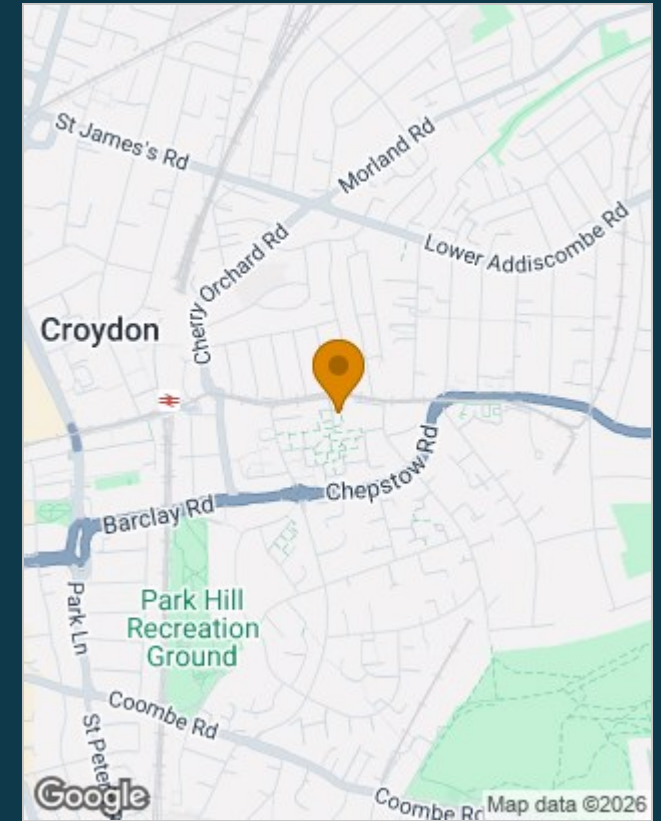 St James's Rd
Morland Rd
Cherry Orchard Rd
Lower Addiscombe Rd
Croydon
Chepstow Rd
Barclay Rd
Park Hill
Recreation
Ground
Park Ln
Coombe Rd
St Peter
Coombe Rd
Google
Map data ©2026